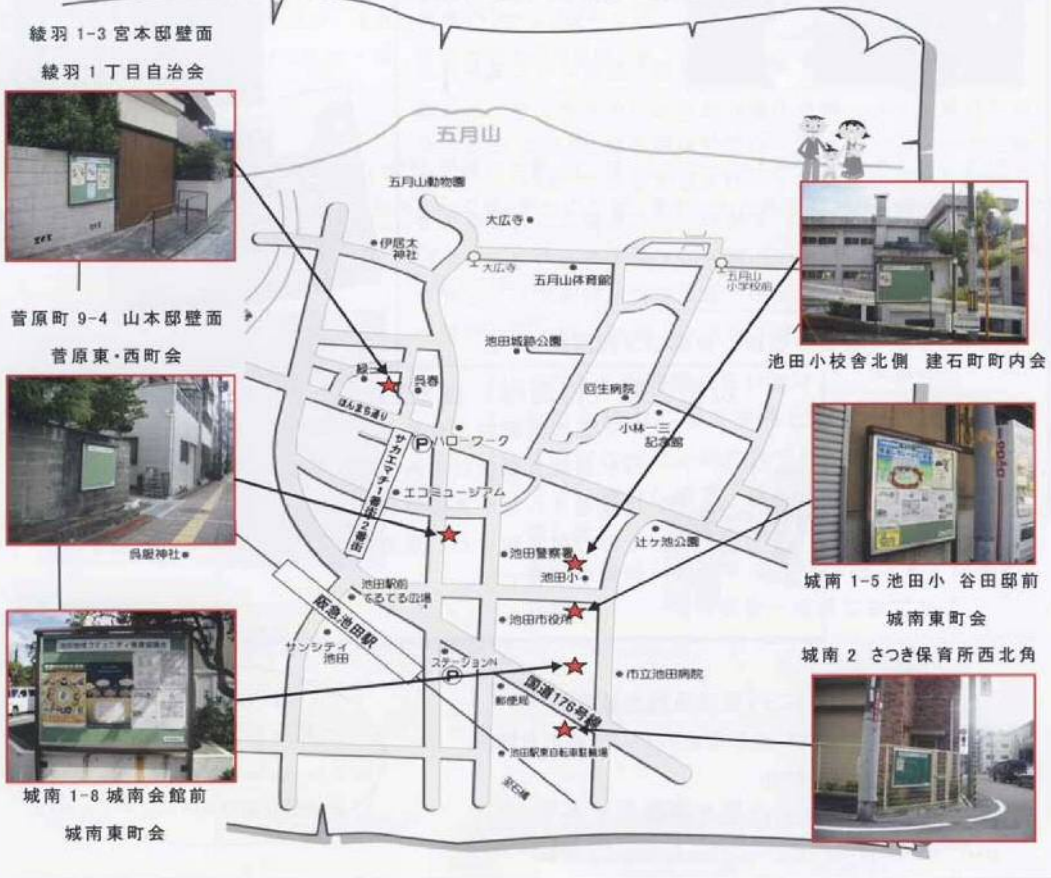 綾羽 1-3 宮本邸壁面
綾羽 1 丁目自治会
菅原町 9-4 山本邸壁面
菅原東・西町会
城南 1-8 城南会館前
城南東町会
五月山
五月山動物園
大広寺
伊居太
神社
大広寺
五月山体育館
五月山
小学校前
池田城跡公園
緑一
呉春
ほんまち通り
回生病院
小林一三
記念館
P
ハローワーク
サカエマチ1番街・2番街
エコミュージアム
呉服神社
池田警察署
池田小
辻ヶ池公園
池田駅前
てるてる広場
阪急池田駅
池田市役所
サンシティ
池田
ステーションN
P
国道176号線
市立池田病院
郵便局
池田駅東自転車駐輪場
至石橋
池田小校舎北側 建石町町内会
城南 1-5 池田小 谷田邸前
城南東町会
城南 2 さつき保育所西北角